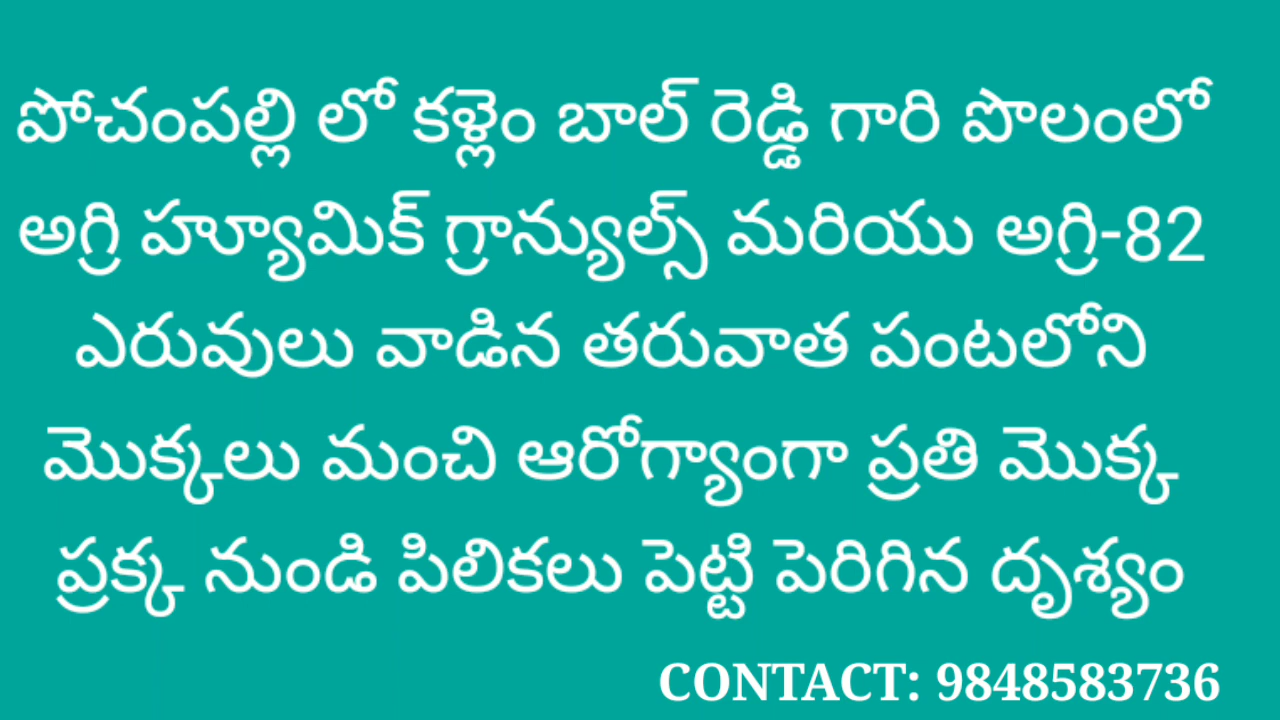 పోచంపల్లి లో కళ్లెం బాల్ రెడ్డి గారి పొలంలో
అగ్రి హ్యూమిక్ గ్రాన్యుల్స్ మరియు అగ్రి-82
ఎరువులు వాడిన తరువాత పంటలోని
మొక్కలు మంచి ఆరోగ్యాంగా ప్రతి మొక్క
ప్రక్క నుండి పిలికలు పెట్టి పెరిగిన దృశ్యం
CONTACT: 9848583736